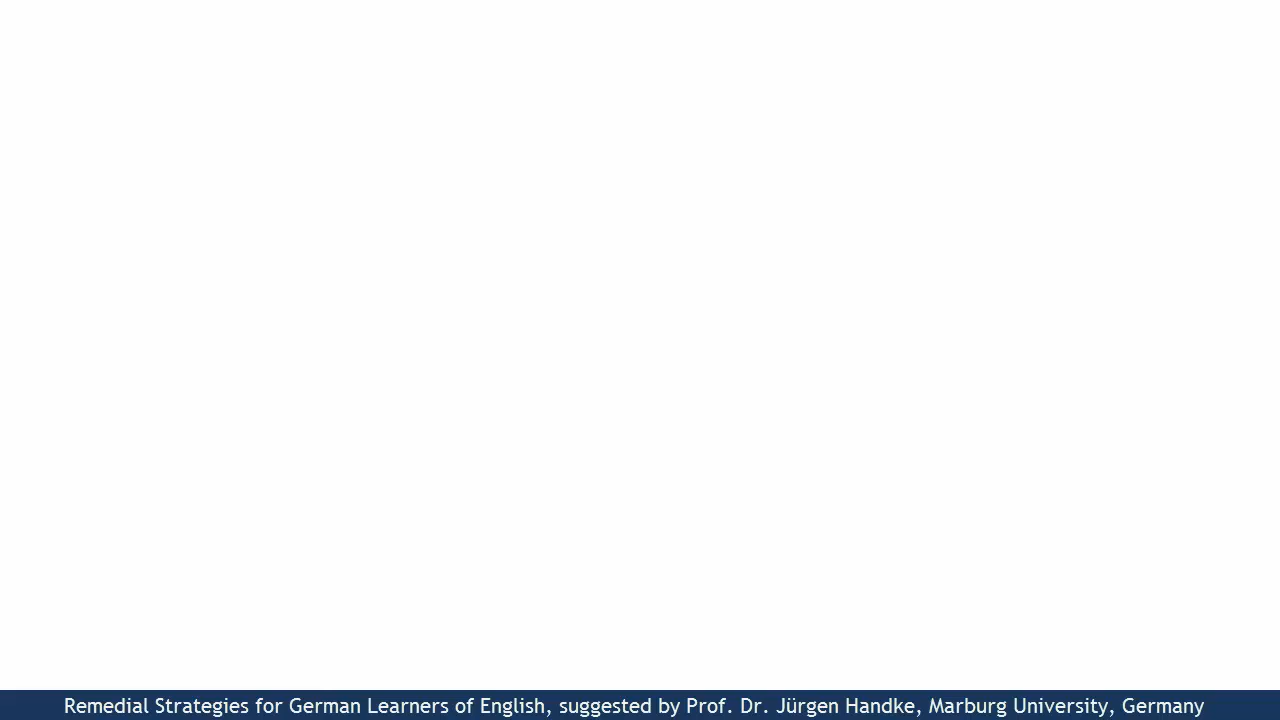 Remedial Strategies for German Learners of English, suggested by Prof. Dr. Jürgen Handke, Marburg University, Germany